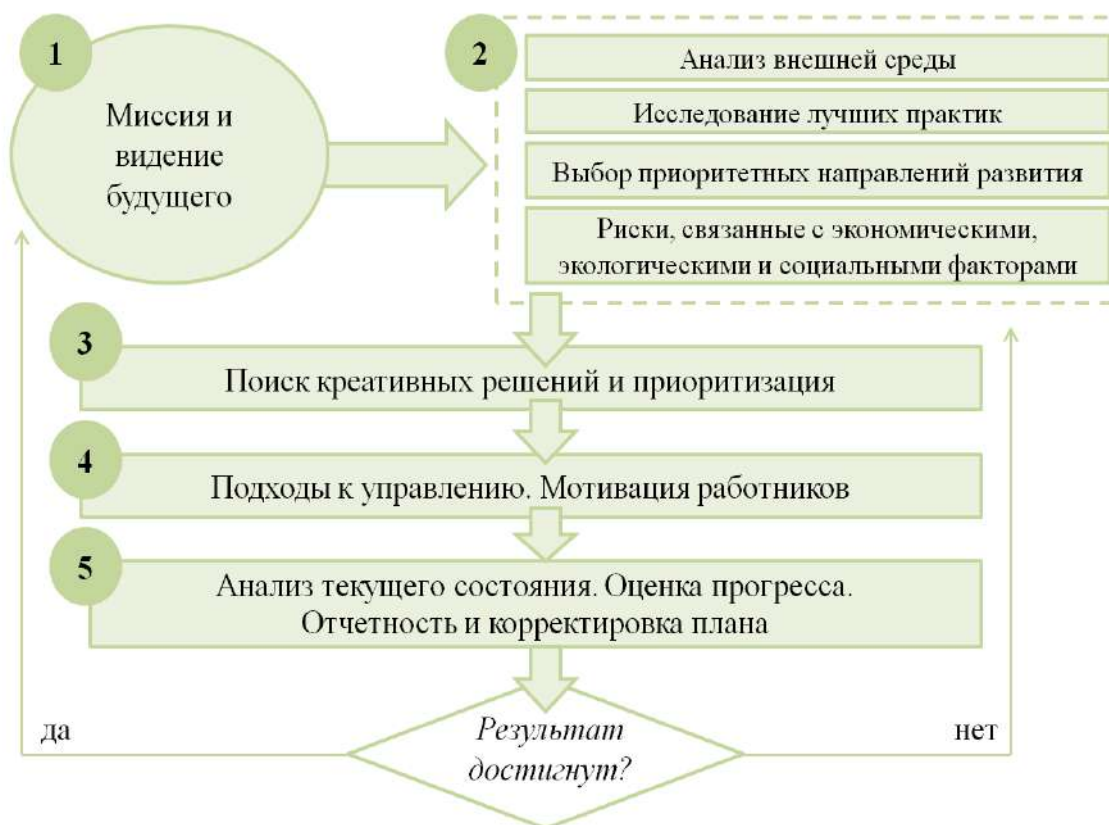 1
Миссия и
видение
будущего
2
Анализ внешней среды
Исследование лучших практик
Выбор приоритетных направлений развития
Риски, связанные с экономическими,
экологическими и социальными факторами
3
Поиск креативных решений и приоритизация
4
Подходы к управлению. Мотивация работников
5
Анализ текущего состояния. Оценка прогресса.
Отчетность и корректировка плана
да
Результат
достигнут?
нет